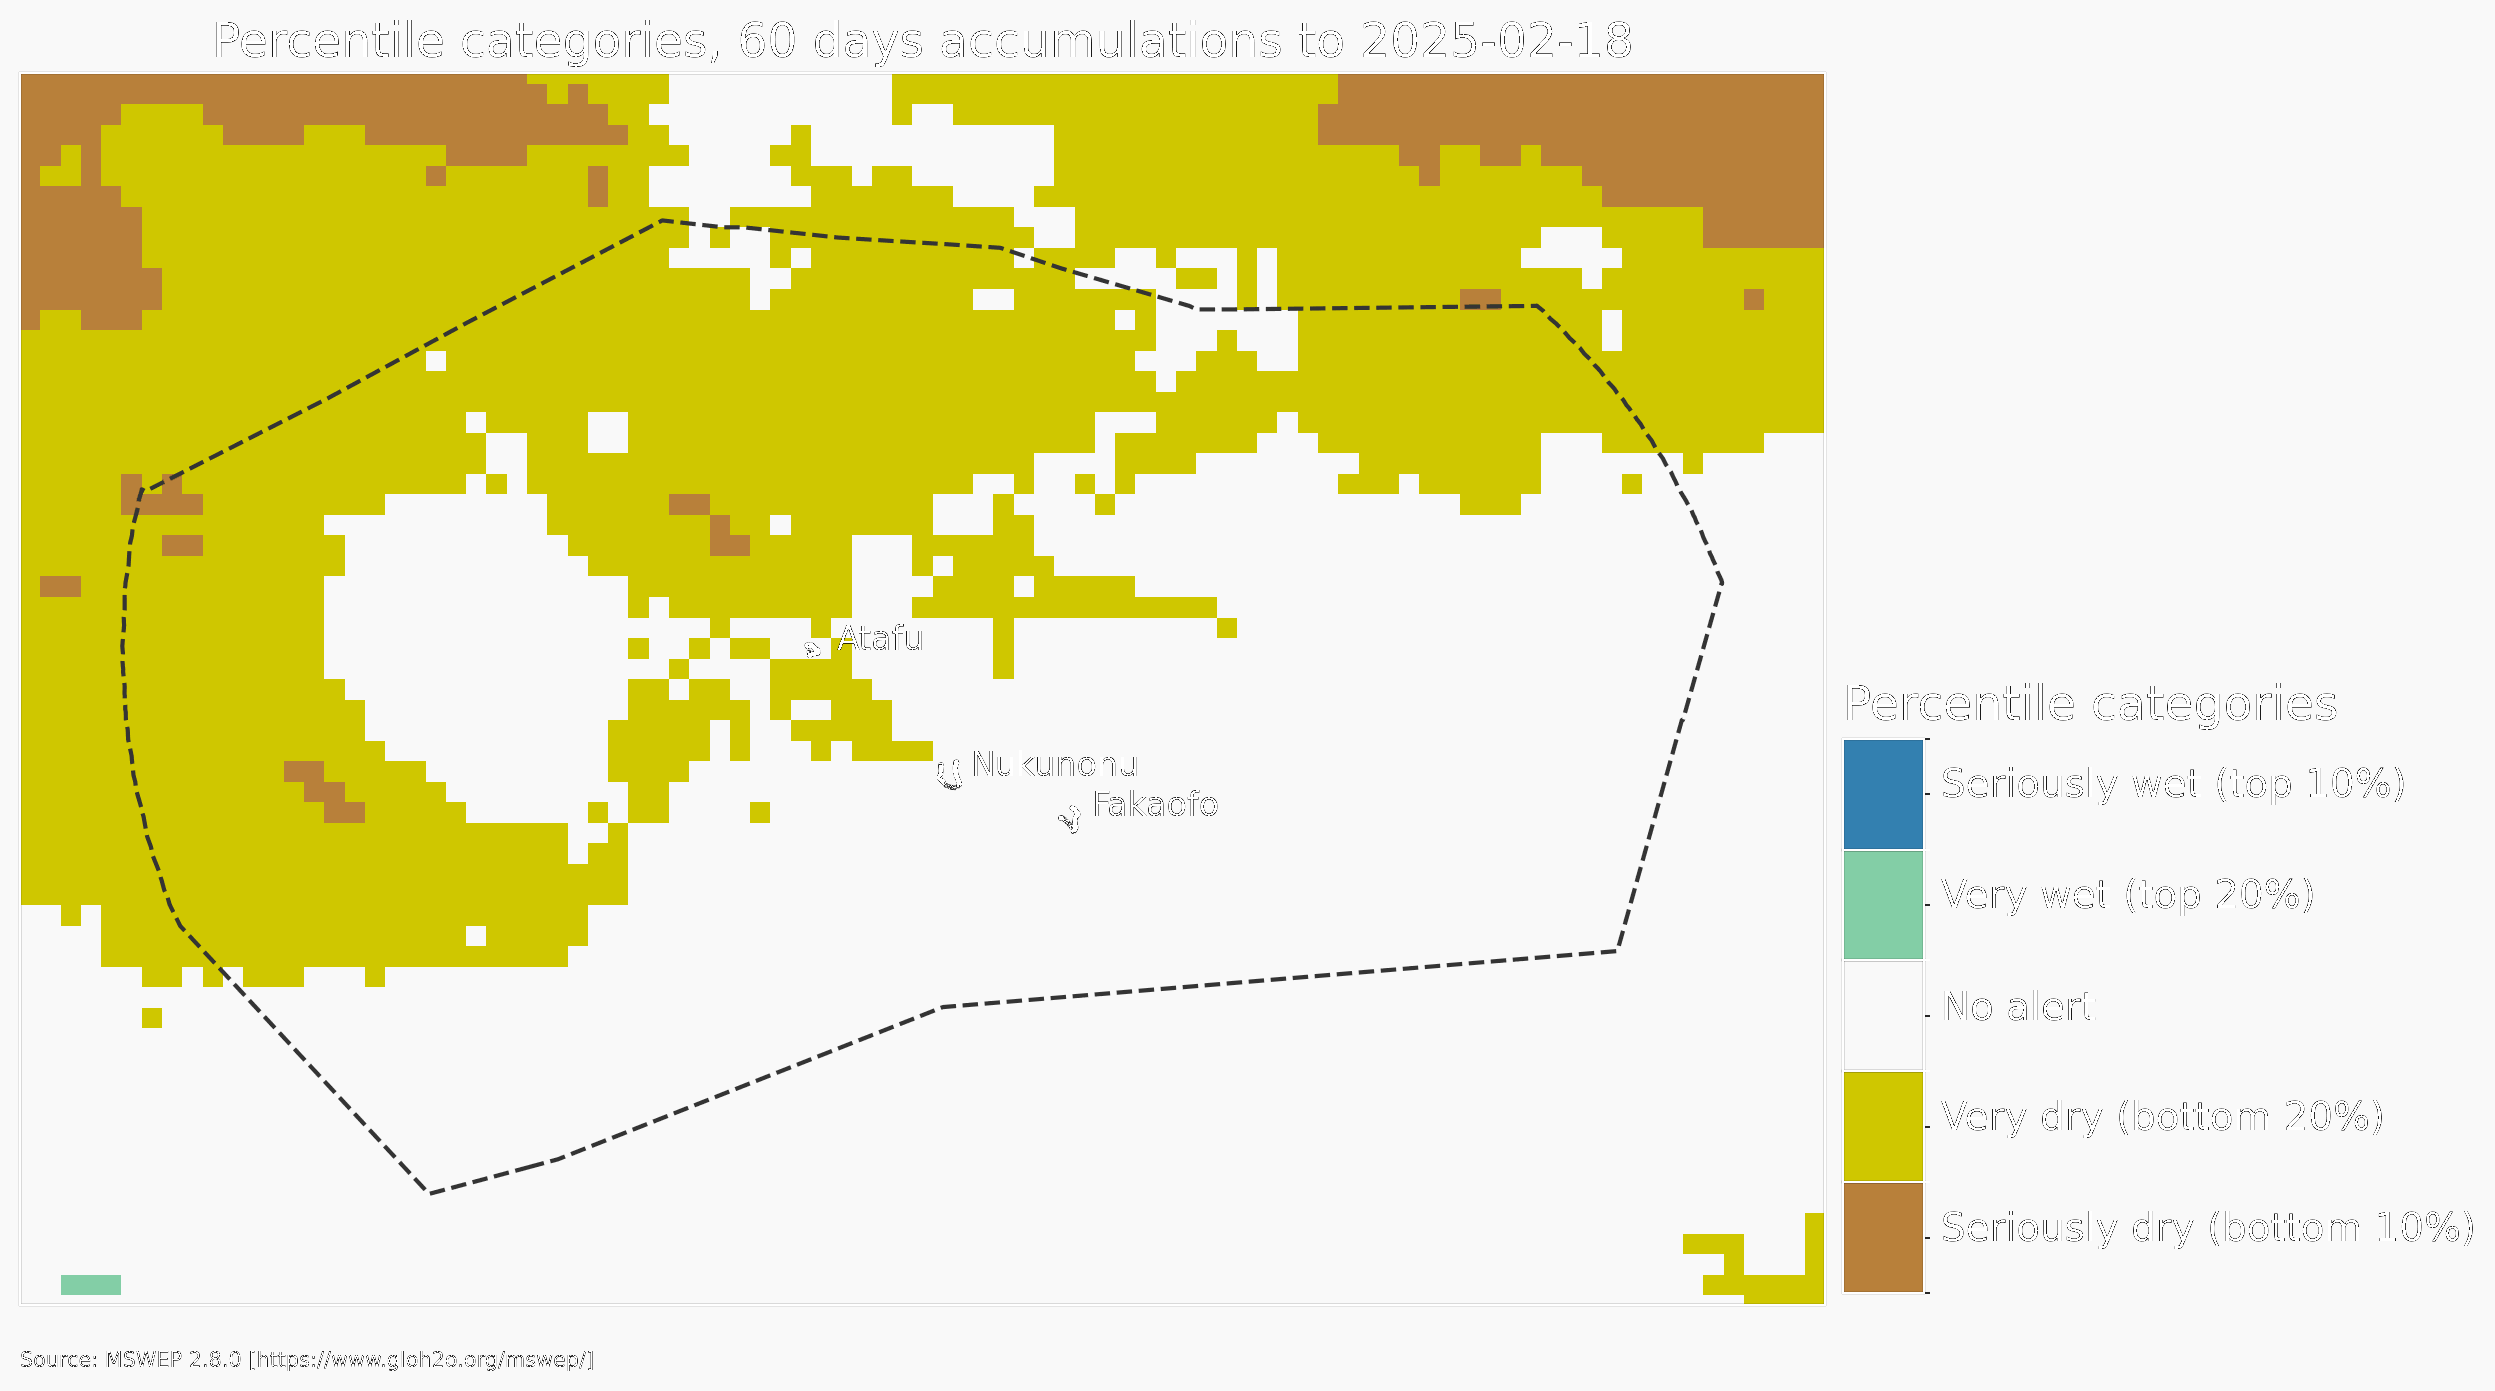 Percentile categories, 60 days accumulations to 2025-02-18
Atafu
Nukunonu
Fakaofo
Percentile categories
Seriously wet (top 10%)
Very wet (top 20%)
No alert
Very dry (bottom 20%)
Seriously dry (bottom 10%)
Source: MSWEP 2.8.0 [https://www.gloh2o.org/mswep/]